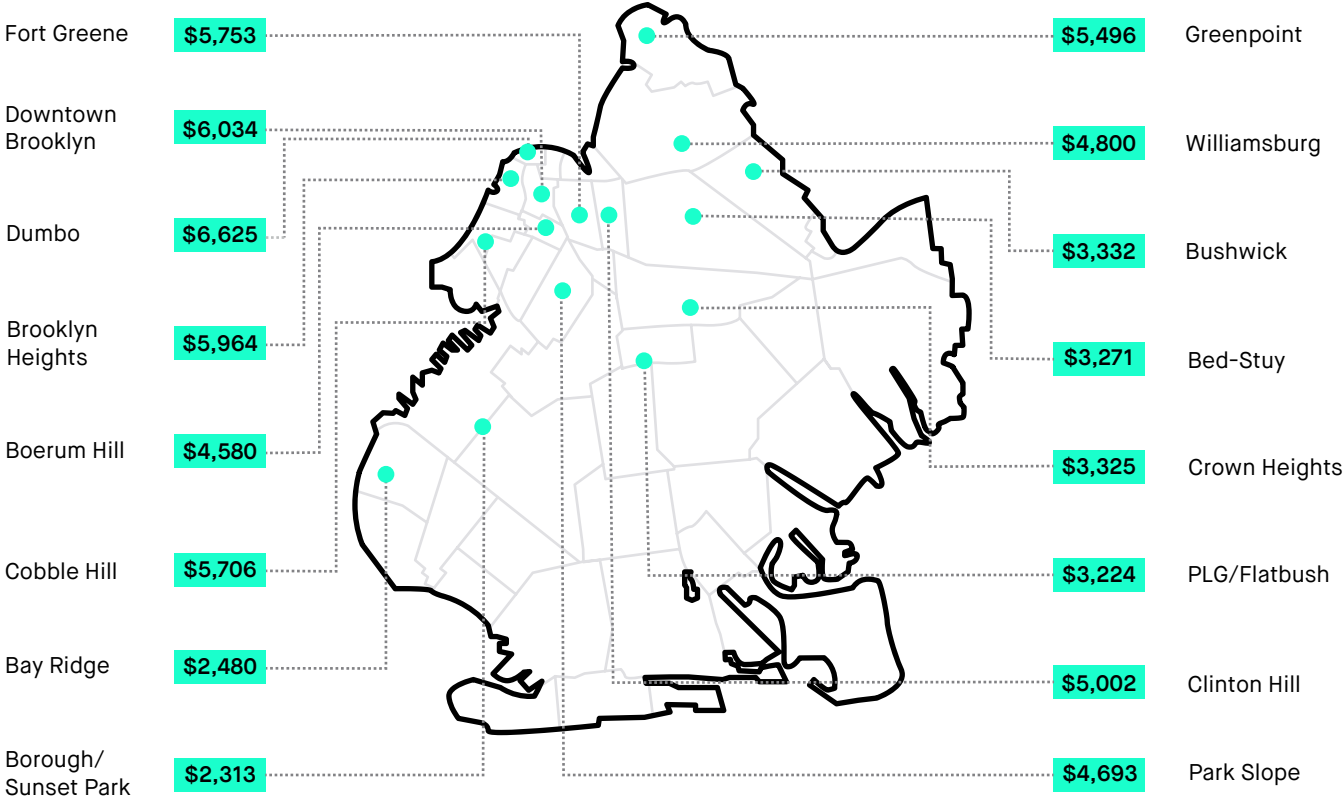 Fort Greene $5,753
Downtown
Brooklyn
$6,034
Dumbo $6,625
Brooklyn
Heights
$5,964
Boerum Hill $4,580
Cobble Hill $5,706
Bay Ridge $2,480
Borough/
Sunset Park
$2,313
$5,496 Greenpoint
$4,800 Williamsburg
$3,332 Bushwick
$3,271 Bed-Stuy
$3,325 Crown Heights
$3,224 PLG/Flatbush
$5,002 Clinton Hill
$4,693 Park Slope